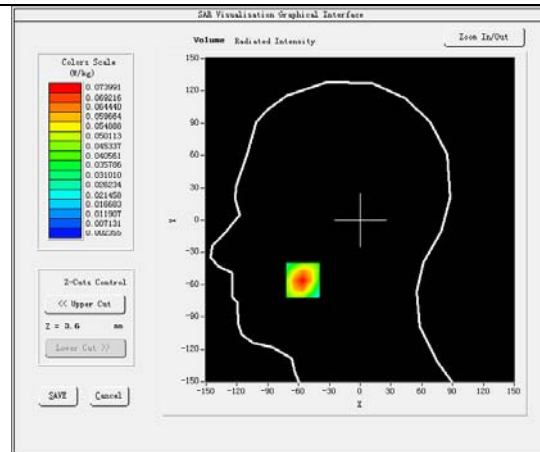 SAR Visualisation Graphical Interface
Volume Radiated Intensity
Zoom In/Out
Colors Scale
(W/kg)
0.073991
0.069216
0.064440
0.059664
0.054888
0.050113
0.045337
0.040561
0.035786
0.031010
0.026234
0.021458
0.016683
0.011907
0.007131
0.002355
150-
120-
90-
60-
30-
0-
-30-
-60-
-90-
-120-
-150-
Y
-150 -120 -90 -60 -30 0 30 60 90 120 150
X
Z-Cuts Control
<< Upper Cut
Z = 3.6 mm
Lower Cut >>
SAVE Cancel